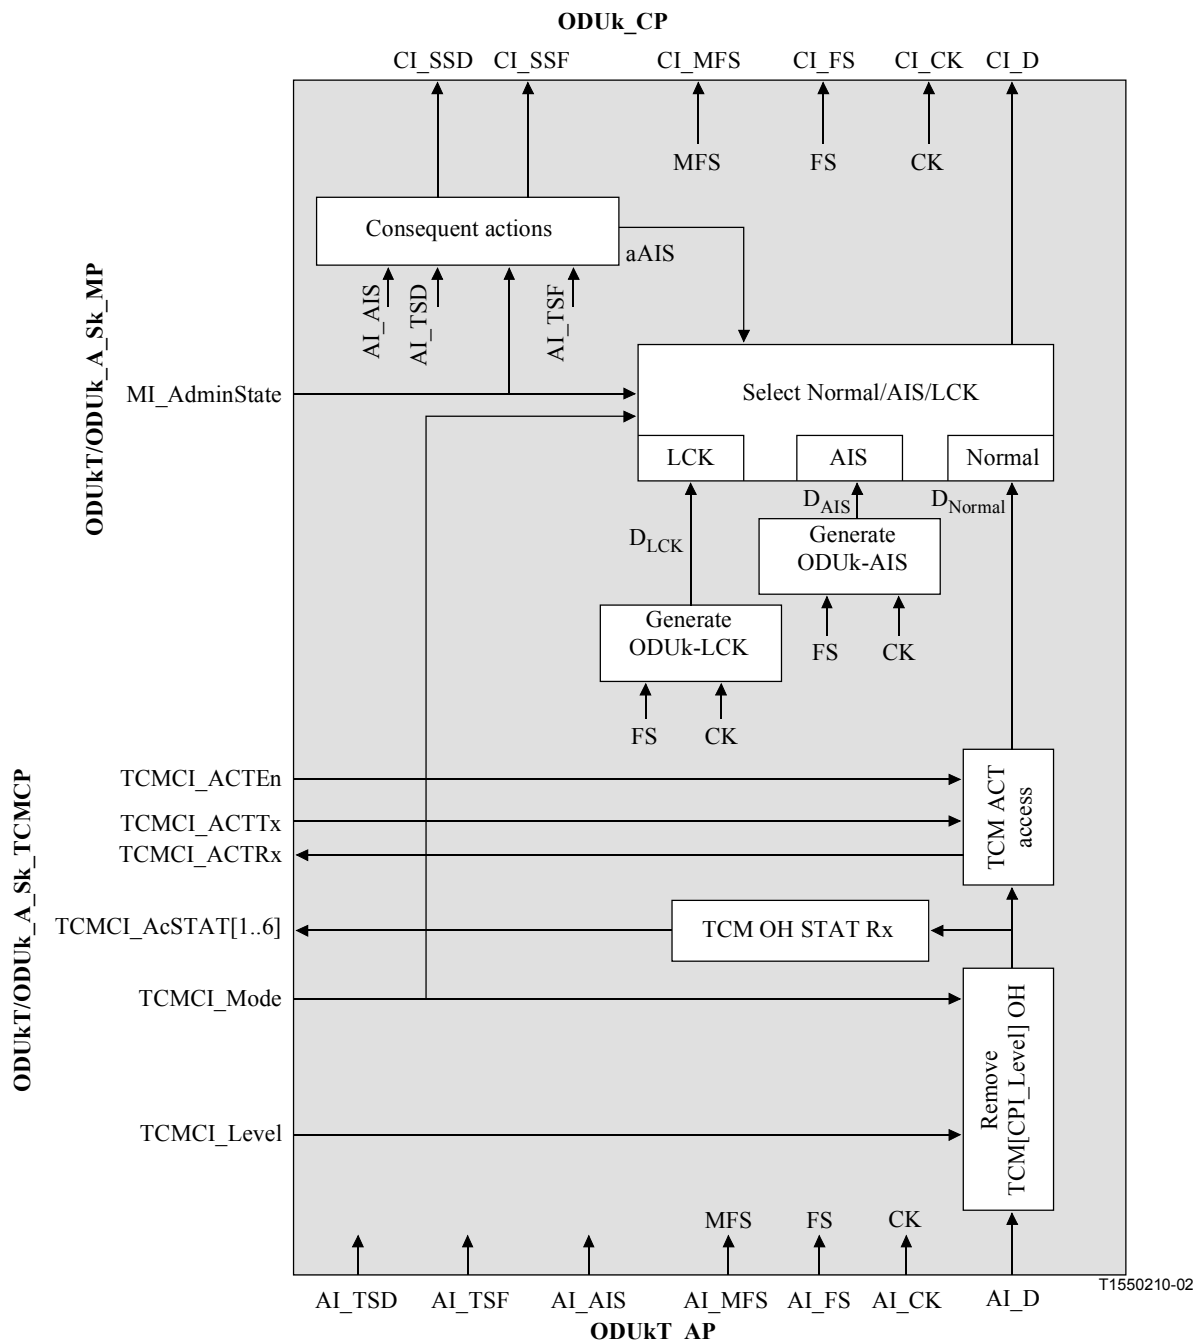 ODUk_CP
CI_SSD CI_SSF CI_MFS CI_FS CI_CK CI_D
MFS FS CK
Consequent actions
aAIS
AI_AIS AI_TSD AI_TSF
ODUkT/ODUk_A_Sk_MP
MI_AdminState
Select Normal/AIS/LCK
LCK AIS Normal
D_AIS D_Normal
D_LCK
Generate
ODUk-AIS
Generate
ODUk-LCK
FS CK
FS CK
ODUkT/ODUk_A_Sk_TCMCP
TCMCI_ACTEn
TCMCI_ACTTx
TCMCI_ACTRx
TCM ACT
access
TCMCI_AcSTAT[1..6]
TCM OH STAT Rx
TCMCI_Mode
Remove
TCM[CPI_Level] OH
TCMCI_Level
MFS FS CK
T1550210-02
AI_TSD AI_TSF AI_AIS AI_MFS AI_FS AI_CK AI_D
ODUkT_AP